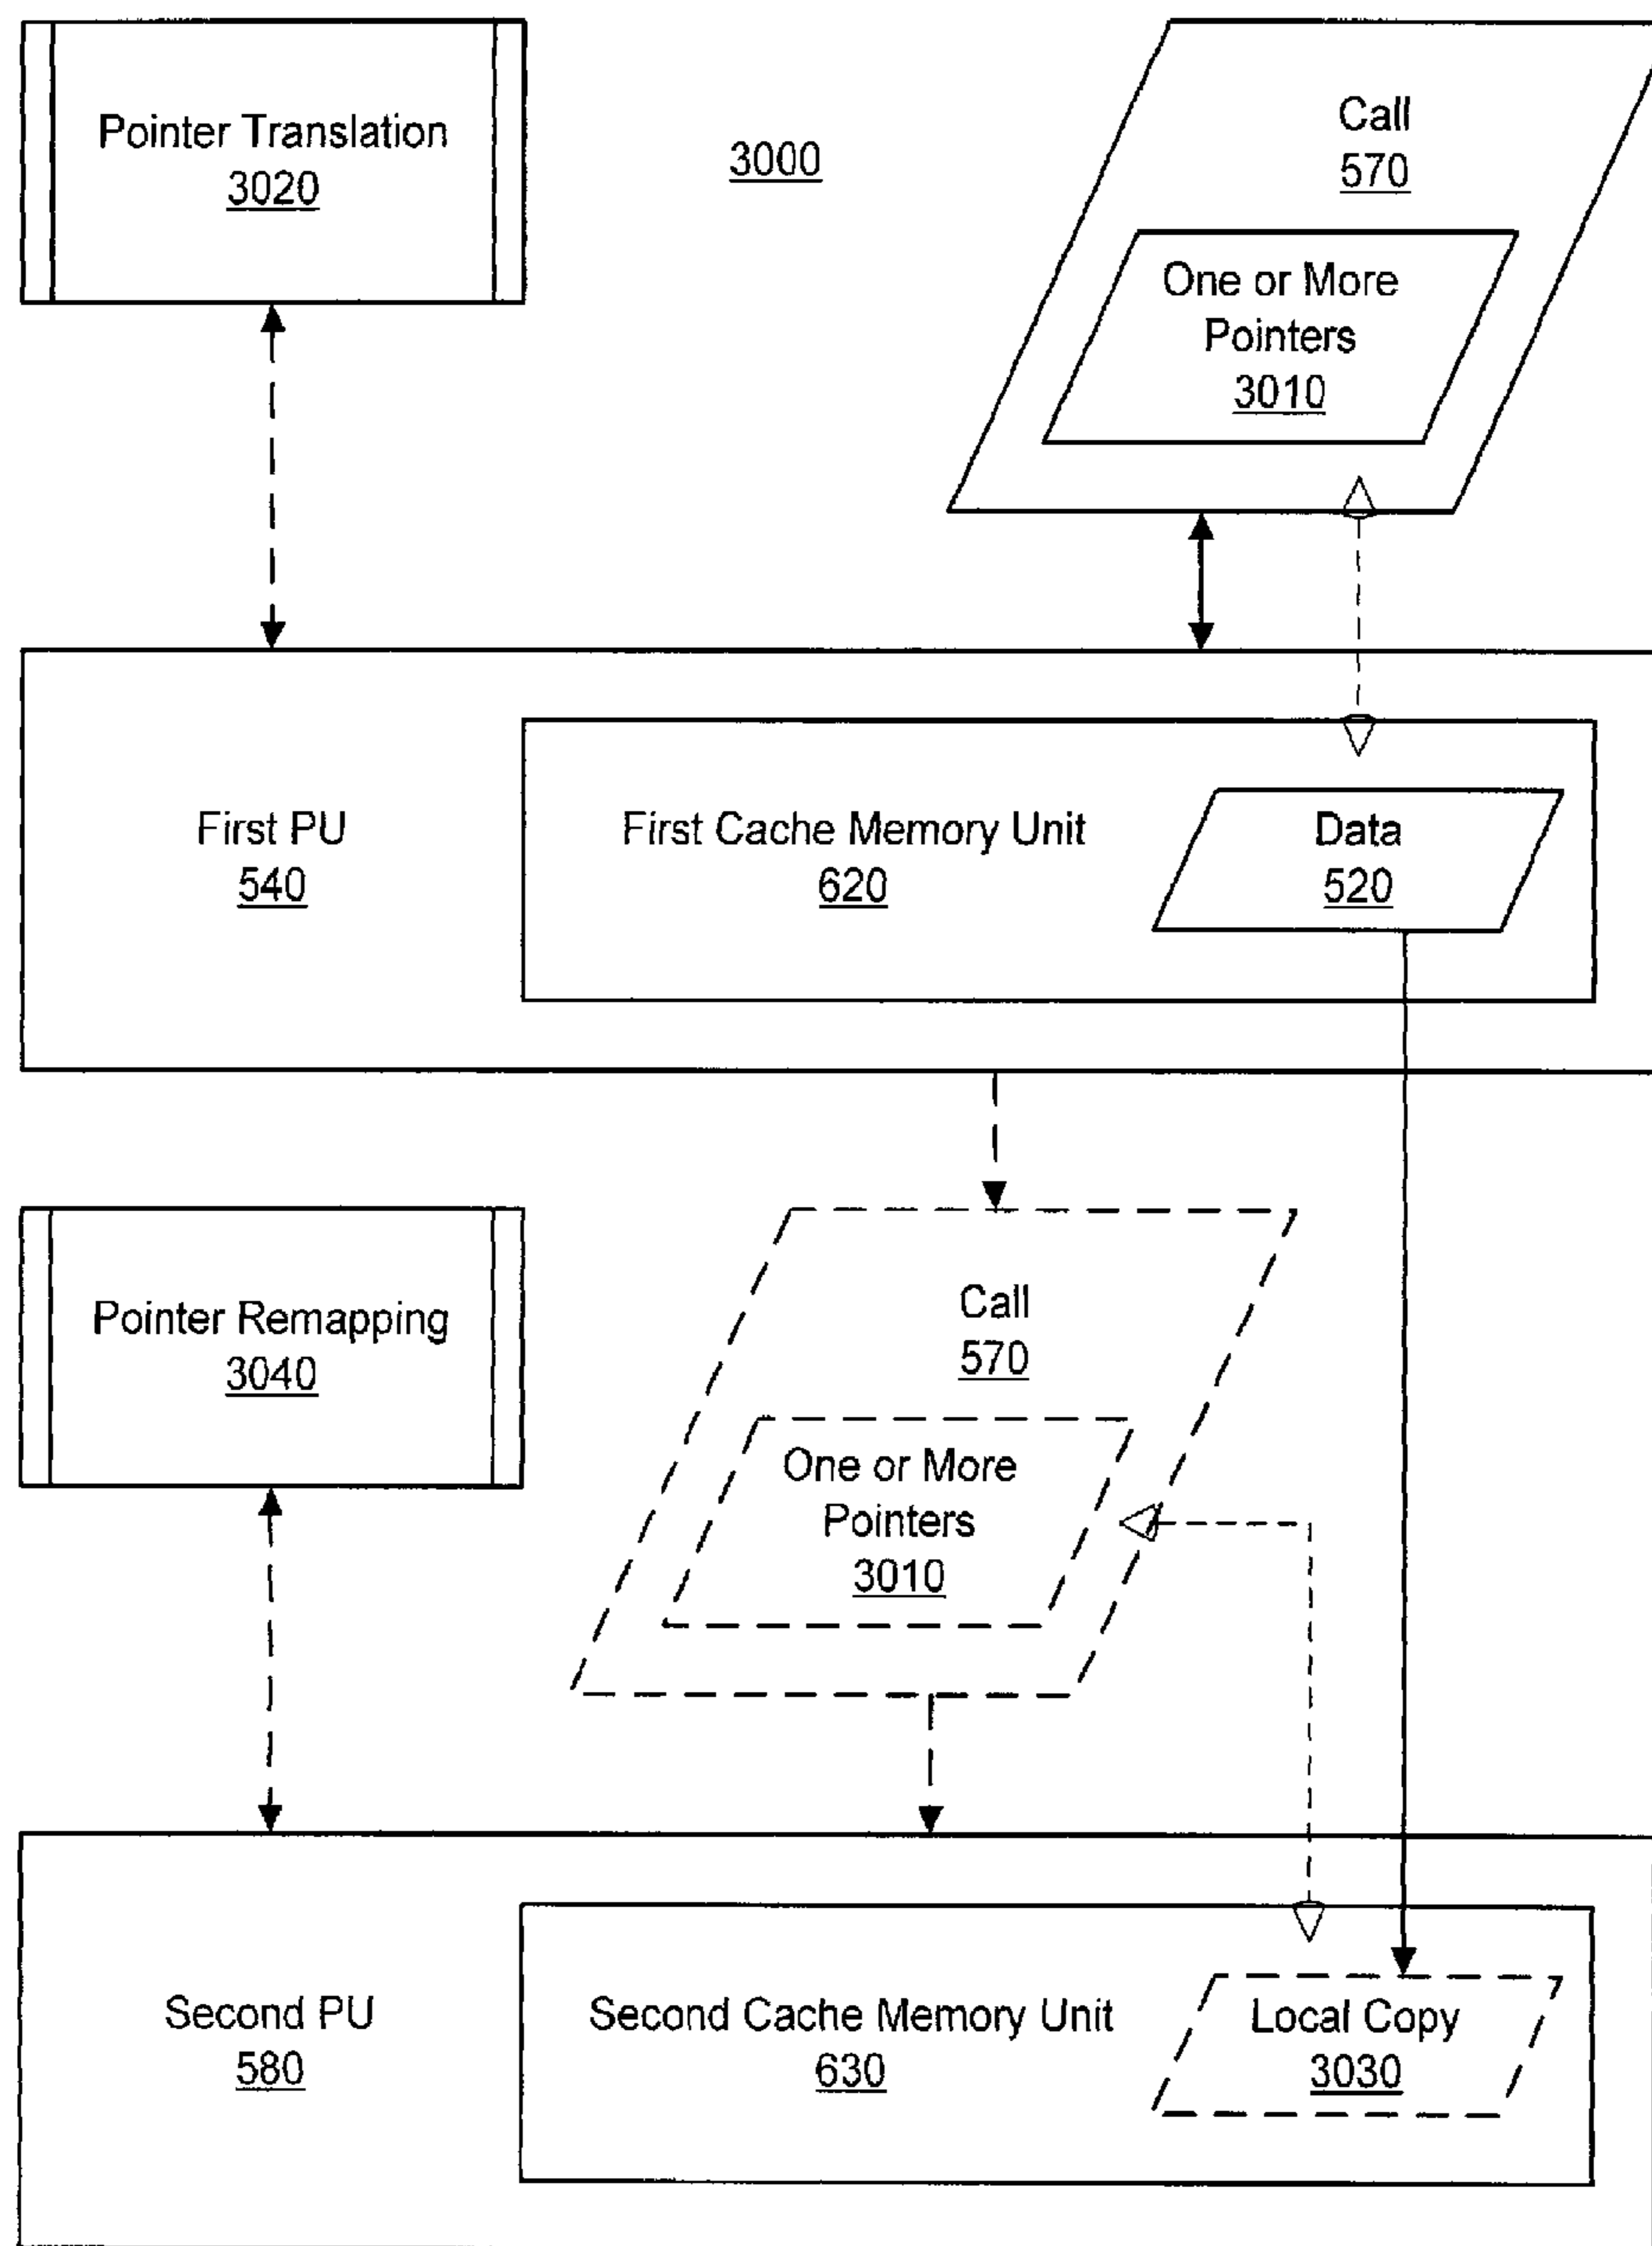 Pointer Translation
3020
3000
Call
570
One or More
Pointers
3010
First PU
540
First Cache Memory Unit
620
Data
520
Pointer Remapping
3040
Call
570
One or More
Pointers
3010
Second PU
580
Second Cache Memory Unit
630
Local Copy
3030